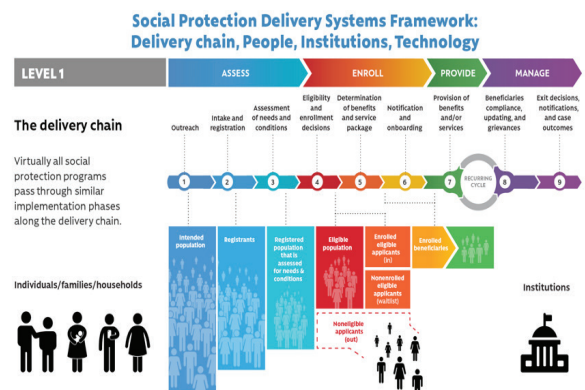 Social Protection Delivery Systems Framework:
Delivery chain, People, Institutions, Technology
LEVEL 1
ASSESS
ENROLL
PROVIDE
MANAGE
The delivery chain
Virtually all social
protection programs
pass through similar
implementation phases
along the delivery chain.
Outreach
Intake and
registration
Assessment
of needs and
conditions
Eligibility
and
enrollment
decisions
Determination
of benefits
and service
package
Notification
and
onboarding
Provision of
benefits
and/or
services
Beneficiaries
compliance,
updating, and
grievances
Exit decisions,
notifications,
and case
outcomes
1
2
3
4
5
6
7
RECURRING
CYCLE
8
9
Intended
population
Registrants
Registered
population
that is
assessed for
needs &
conditions
Eligible
population
Enrolled
eligible
applicants
(in)
Nonenrolled
eligible
applicants
(waitlist)
Enrolled
beneficiaries
Noneligible
applicants
(out)
Individuals/families/households
Institutions